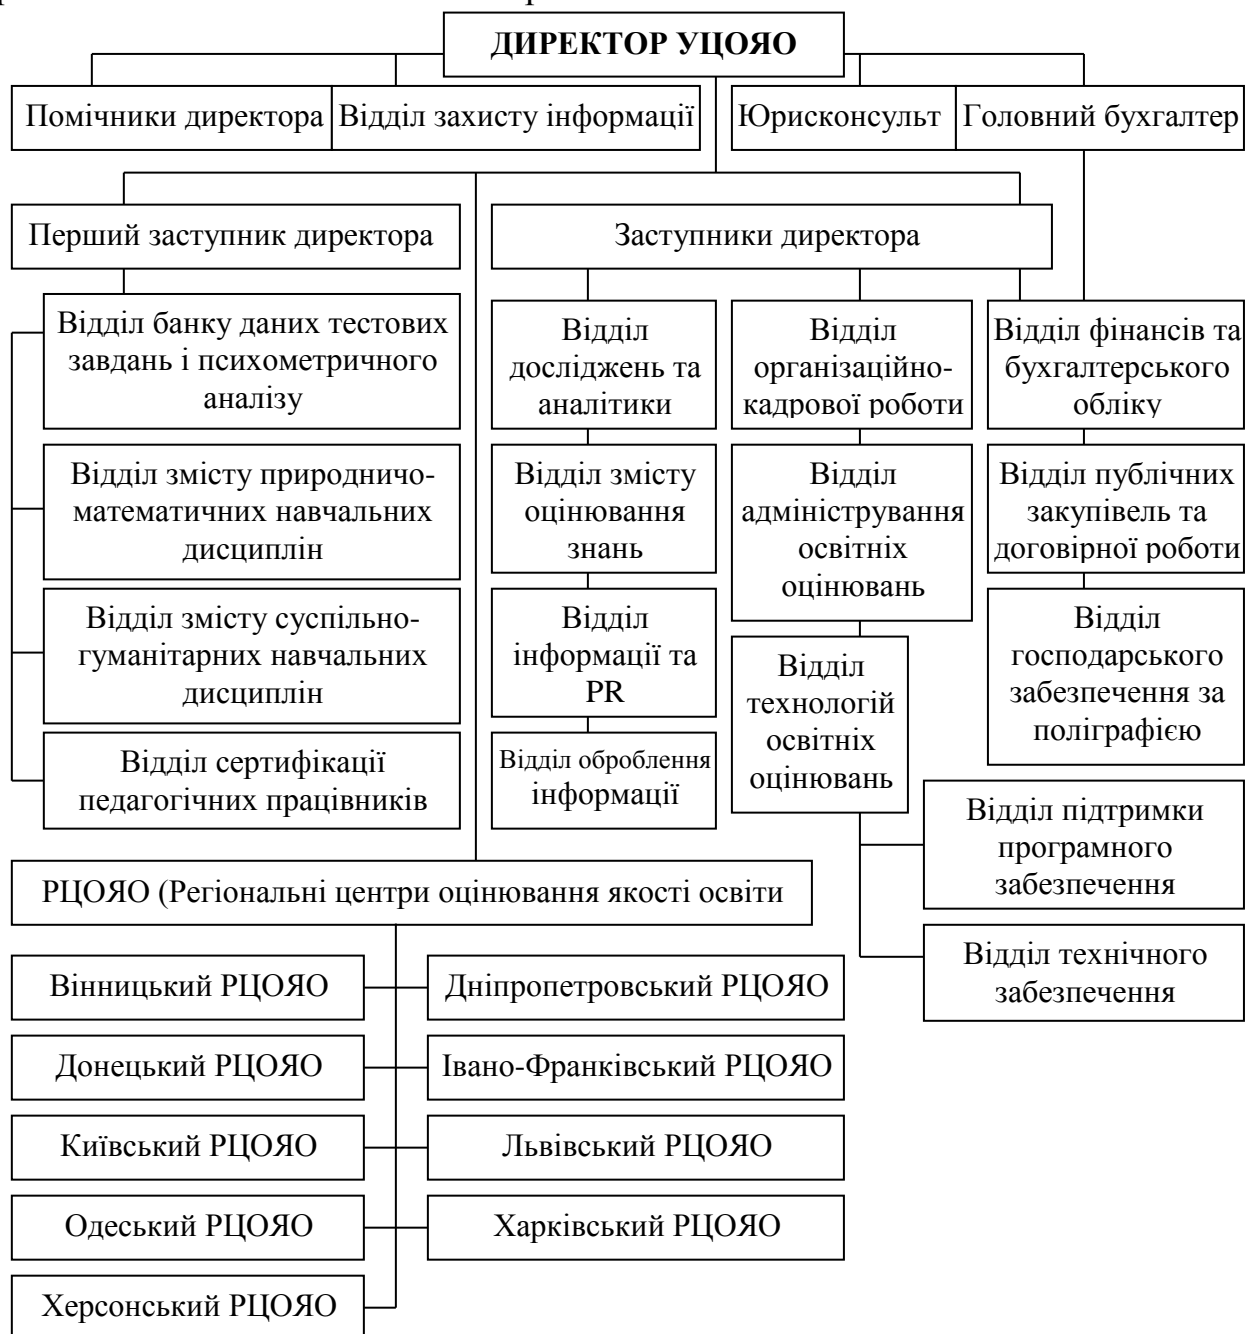 ДИРЕКТОР УЦОЯО
Помічники директора
Відділ захисту інформації
Юрисконсульт
Головний бухгалтер
Перший заступник директора
Заступники директора
Відділ банку даних тестових
завдань і психометричного
аналізу
Відділ змісту природничо-
математичних навчальних
дисциплін
Відділ змісту суспільно-
гуманітарних навчальних
дисциплін
Відділ сертифікації
педагогічних працівників
Відділ
досліджень та
аналітики
Відділ змісту
оцінювання
знань
Відділ
інформації та
PR
Відділ оброблення
інформації
Відділ
організаційно-
кадрової роботи
Відділ
адміністрування
освітніх
оцінювань
Відділ
технологій
освітніх
оцінювань
Відділ фінансів та
бухгалтерського
обліку
Відділ публічних
закупівель та
договірної роботи
Відділ
господарського
забезпечення за
поліграфією
Відділ підтримки
програмного
забезпечення
Відділ технічного
забезпечення
РЦОЯО (Регіональні центри оцінювання якості освіти
Вінницький РЦОЯО
Дніпропетровський РЦОЯО
Донецький РЦОЯО
Івано-Франківський РЦОЯО
Київський РЦОЯО
Львівський РЦОЯО
Одеський РЦОЯО
Харківський РЦОЯО
Херсонський РЦОЯО